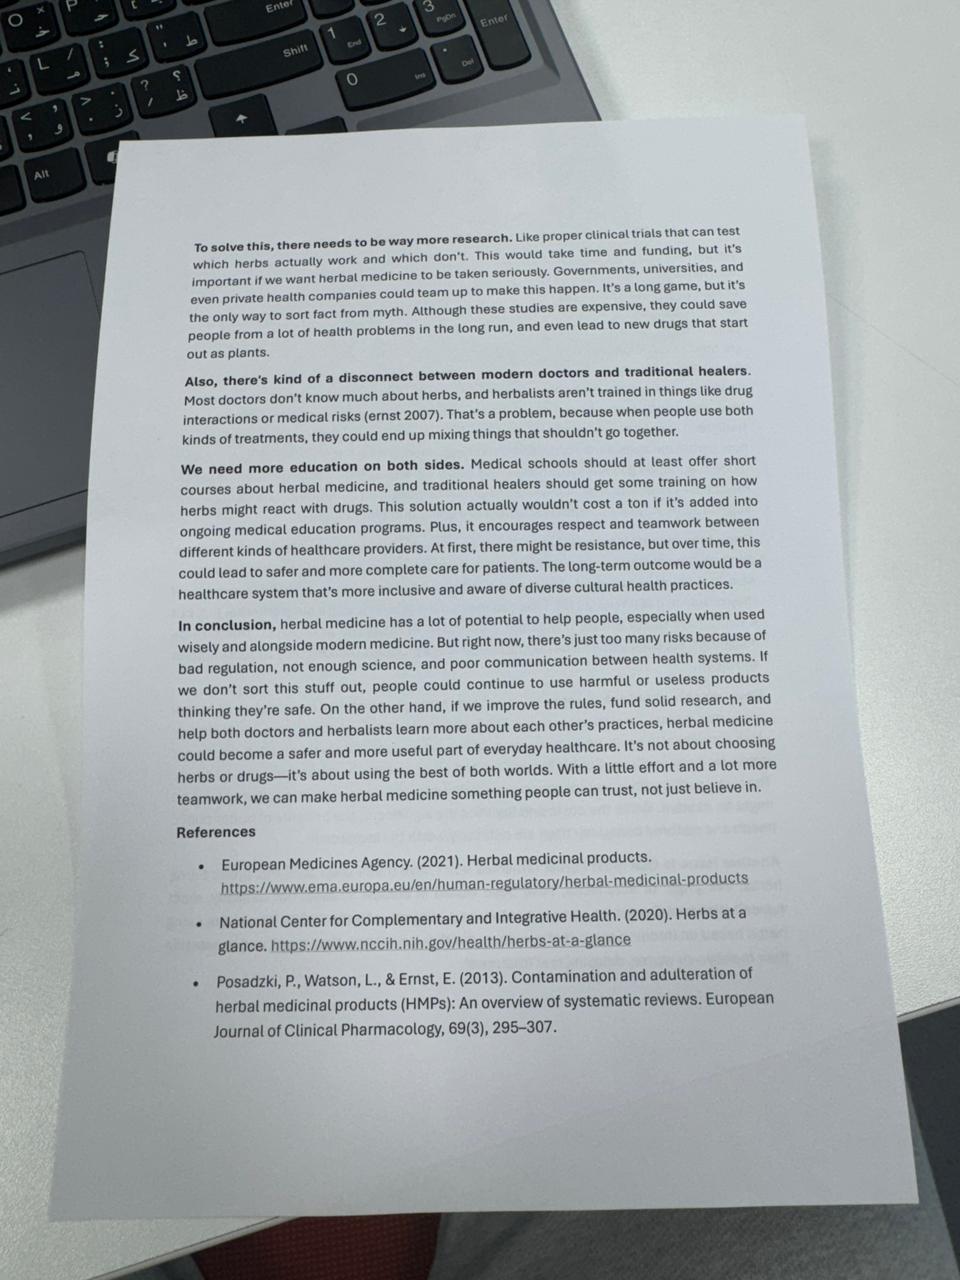 O × خ
P ح
Enter
1 End
2
3 PgDn
Enter
L / م
: ; ك
" ' ط
Shift
0 Ins
. Del
< , و
> . ز
? / ؟ ظ
Alt
To solve this, there needs to be way more research. Like proper clinical trials that can test
which herbs actually work and which don't. This would take time and funding, but it's
important if we want herbal medicine to be taken seriously. Governments, universities, and
even private health companies could team up to make this happen. It's a long game, but it's
the only way to sort fact from myth. Although these studies are expensive, they could save
people from a lot of health problems in the long run, and even lead to new drugs that start
out as plants.
Also, there's kind of a disconnect between modern doctors and traditional healers.
Most doctors don't know much about herbs, and herbalists aren't trained in things like drug
interactions or medical risks (ernst 2007). That's a problem, because when people use both
kinds of treatments, they could end up mixing things that shouldn't go together.
We need more education on both sides. Medical schools should at least offer short
courses about herbal medicine, and traditional healers should get some training on how
herbs might react with drugs. This solution actually wouldn't cost a ton if it's added into
ongoing medical education programs. Plus, it encourages respect and teamwork between
different kinds of healthcare providers. At first, there might be resistance, but over time, this
could lead to safer and more complete care for patients. The long-term outcome would be a
healthcare system that's more inclusive and aware of diverse cultural health practices.
In conclusion, herbal medicine has a lot of potential to help people, especially when used
wisely and alongside modern medicine. But right now, there's just too many risks because of
bad regulation, not enough science, and poor communication between health systems. If
we don't sort this stuff out, people could continue to use harmful or useless products
thinking they're safe. On the other hand, if we improve the rules, fund solid research, and
help both doctors and herbalists learn more about each other's practices, herbal medicine
could become a safer and more useful part of everyday healthcare. It's not about choosing
herbs or drugs—it's about using the best of both worlds. With a little effort and a lot more
teamwork, we can make herbal medicine something people can trust, not just believe in.
References
• European Medicines Agency. (2021). Herbal medicinal products.
https://www.ema.europa.eu/en/human-regulatory/herbal-medicinal-products
• National Center for Complementary and Integrative Health. (2020). Herbs at a
glance. https://www.nccih.nih.gov/health/herbs-at-a-glance
• Posadzki, P., Watson, L., & Ernst, E. (2013). Contamination and adulteration of
herbal medicinal products (HMPs): An overview of systematic reviews. European
Journal of Clinical Pharmacology, 69(3), 295–307.